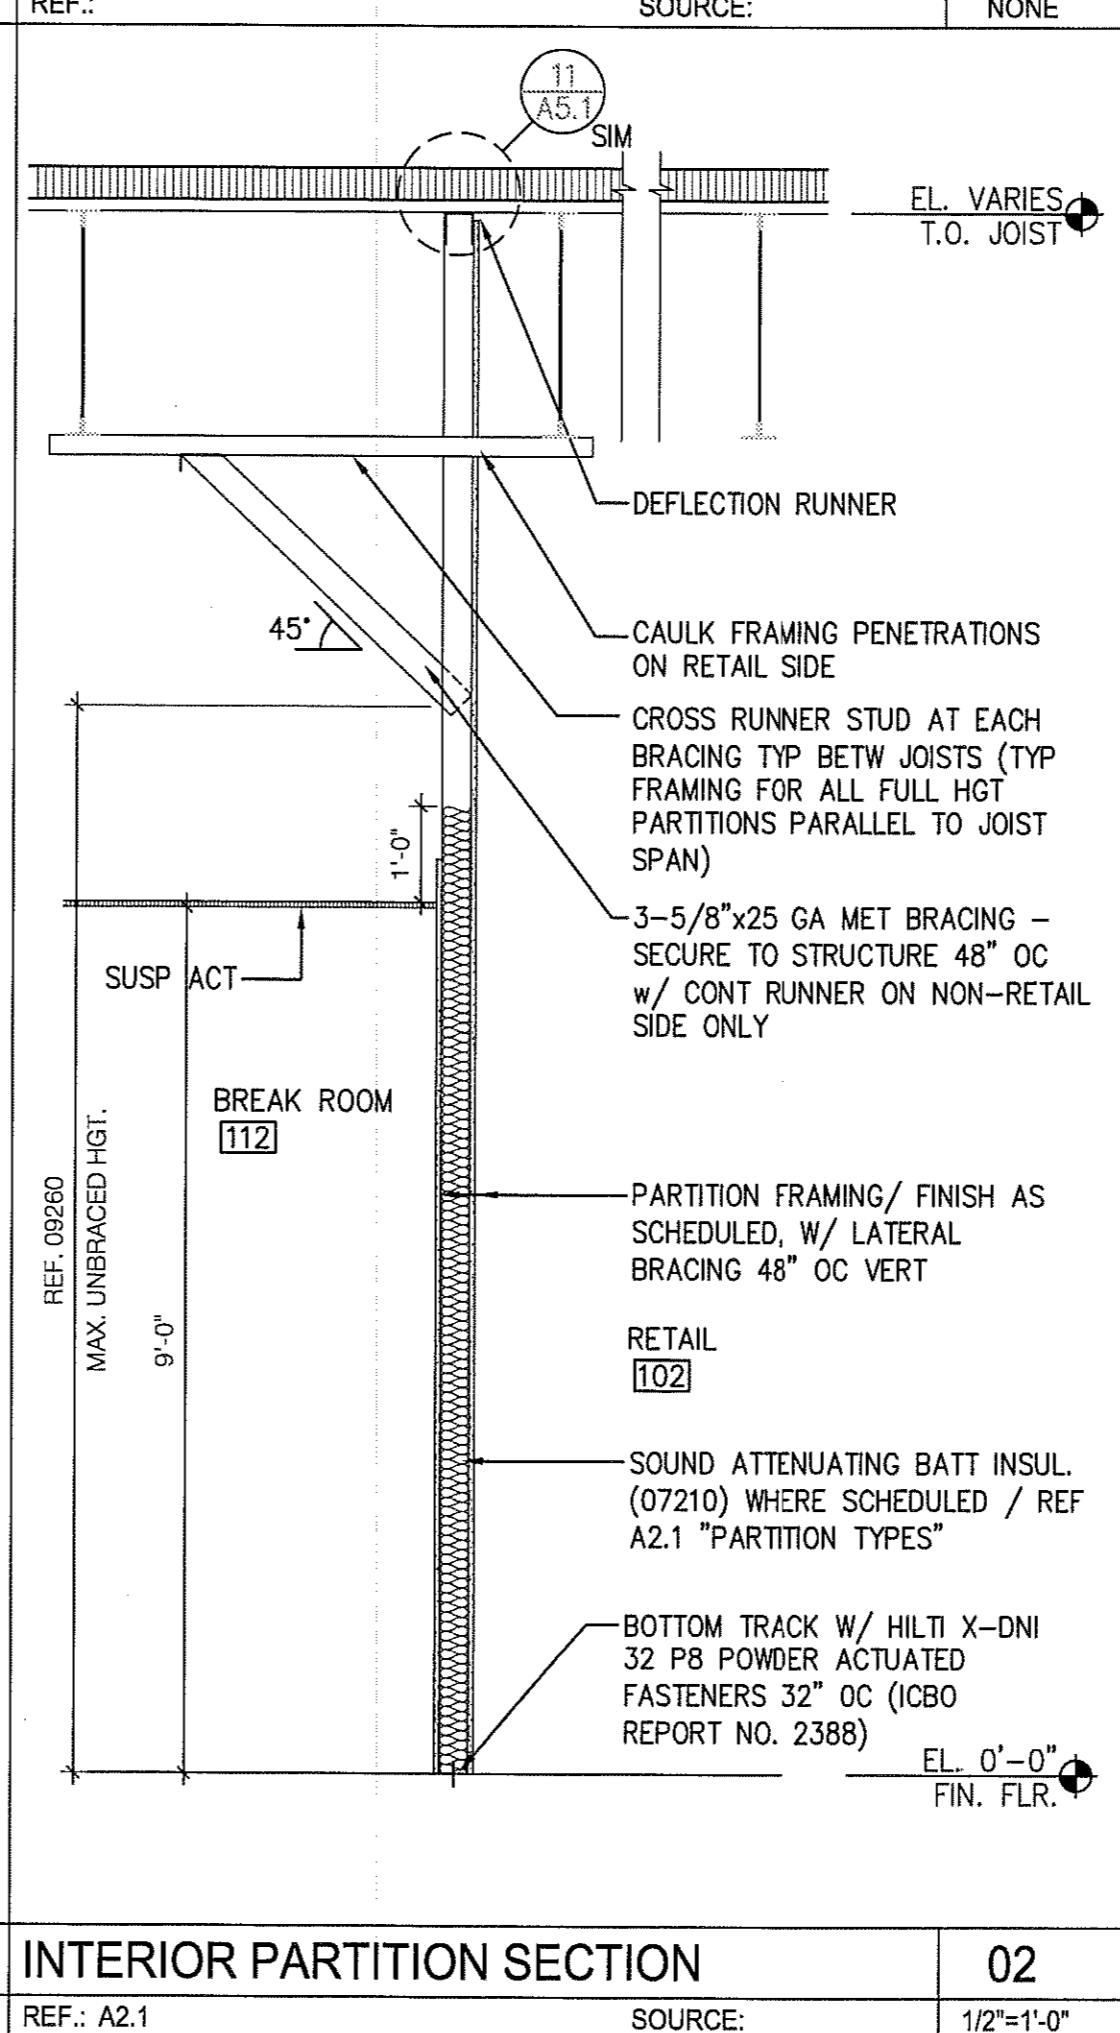 REF.:
SOURCE:
NONE
11
A5.1
SIM
EL. VARIES
T.O. JOIST
DEFLECTION RUNNER
45°
CAULK FRAMING PENETRATIONS
ON RETAIL SIDE
CROSS RUNNER STUD AT EACH
BRACING TYP BETW JOISTS (TYP
FRAMING FOR ALL FULL HGT
PARTITIONS PARALLEL TO JOIST
SPAN)
1'-0"
3-5/8"x25 GA MET BRACING -
SECURE TO STRUCTURE 48" OC
w/ CONT RUNNER ON NON-RETAIL
SIDE ONLY
SUSP ACT
BREAK ROOM
112
REF. 09260
MAX. UNBRACED HGT.
9'-0"
PARTITION FRAMING/ FINISH AS
SCHEDULED, W/ LATERAL
BRACING 48" OC VERT
RETAIL
102
SOUND ATTENUATING BATT INSUL.
(07210) WHERE SCHEDULED / REF
A2.1 "PARTITION TYPES"
BOTTOM TRACK W/ HILTI X-DNI
32 P8 POWDER ACTUATED
FASTENERS 32" OC (ICBO
REPORT NO. 2388)
EL. 0'-0"
FIN. FLR.
INTERIOR PARTITION SECTION
02
REF.: A2.1
SOURCE:
1/2"=1'-0"